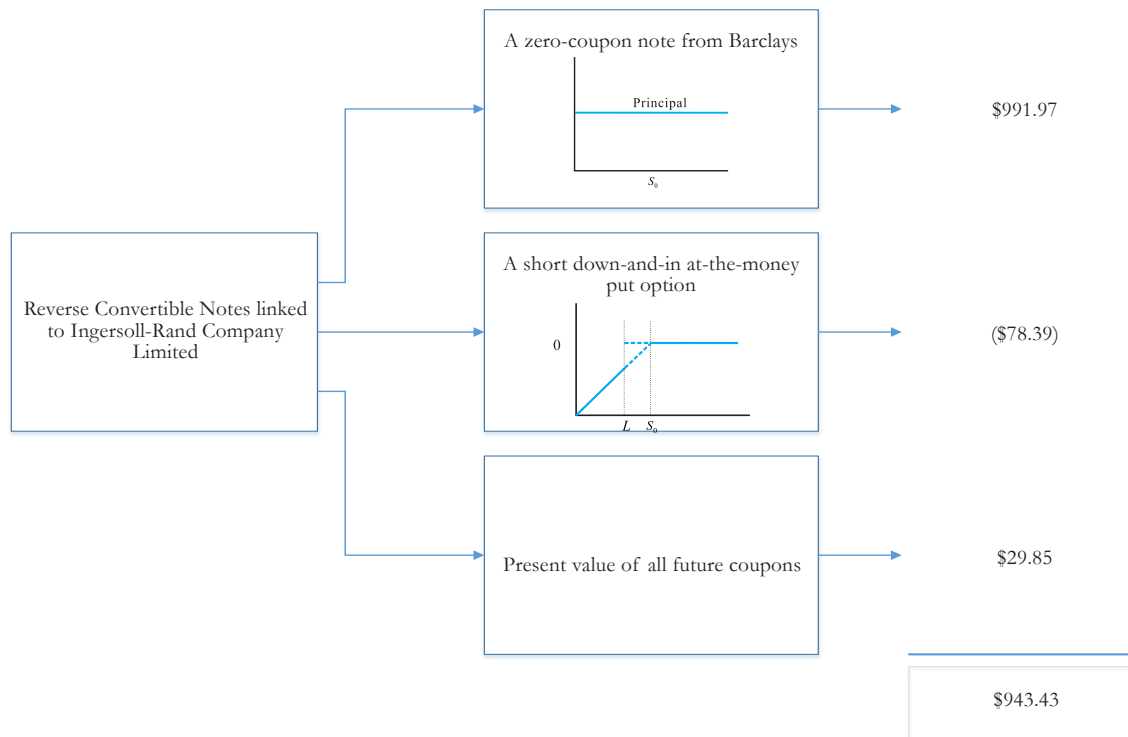 A zero-coupon note from Barclays
Principal
S₀
$991.97
Reverse Convertible Notes linked
to Ingersoll-Rand Company
Limited
A short down-and-in at-the-money
put option
0
L S₀
($78.39)
Present value of all future coupons
$29.85
$943.43